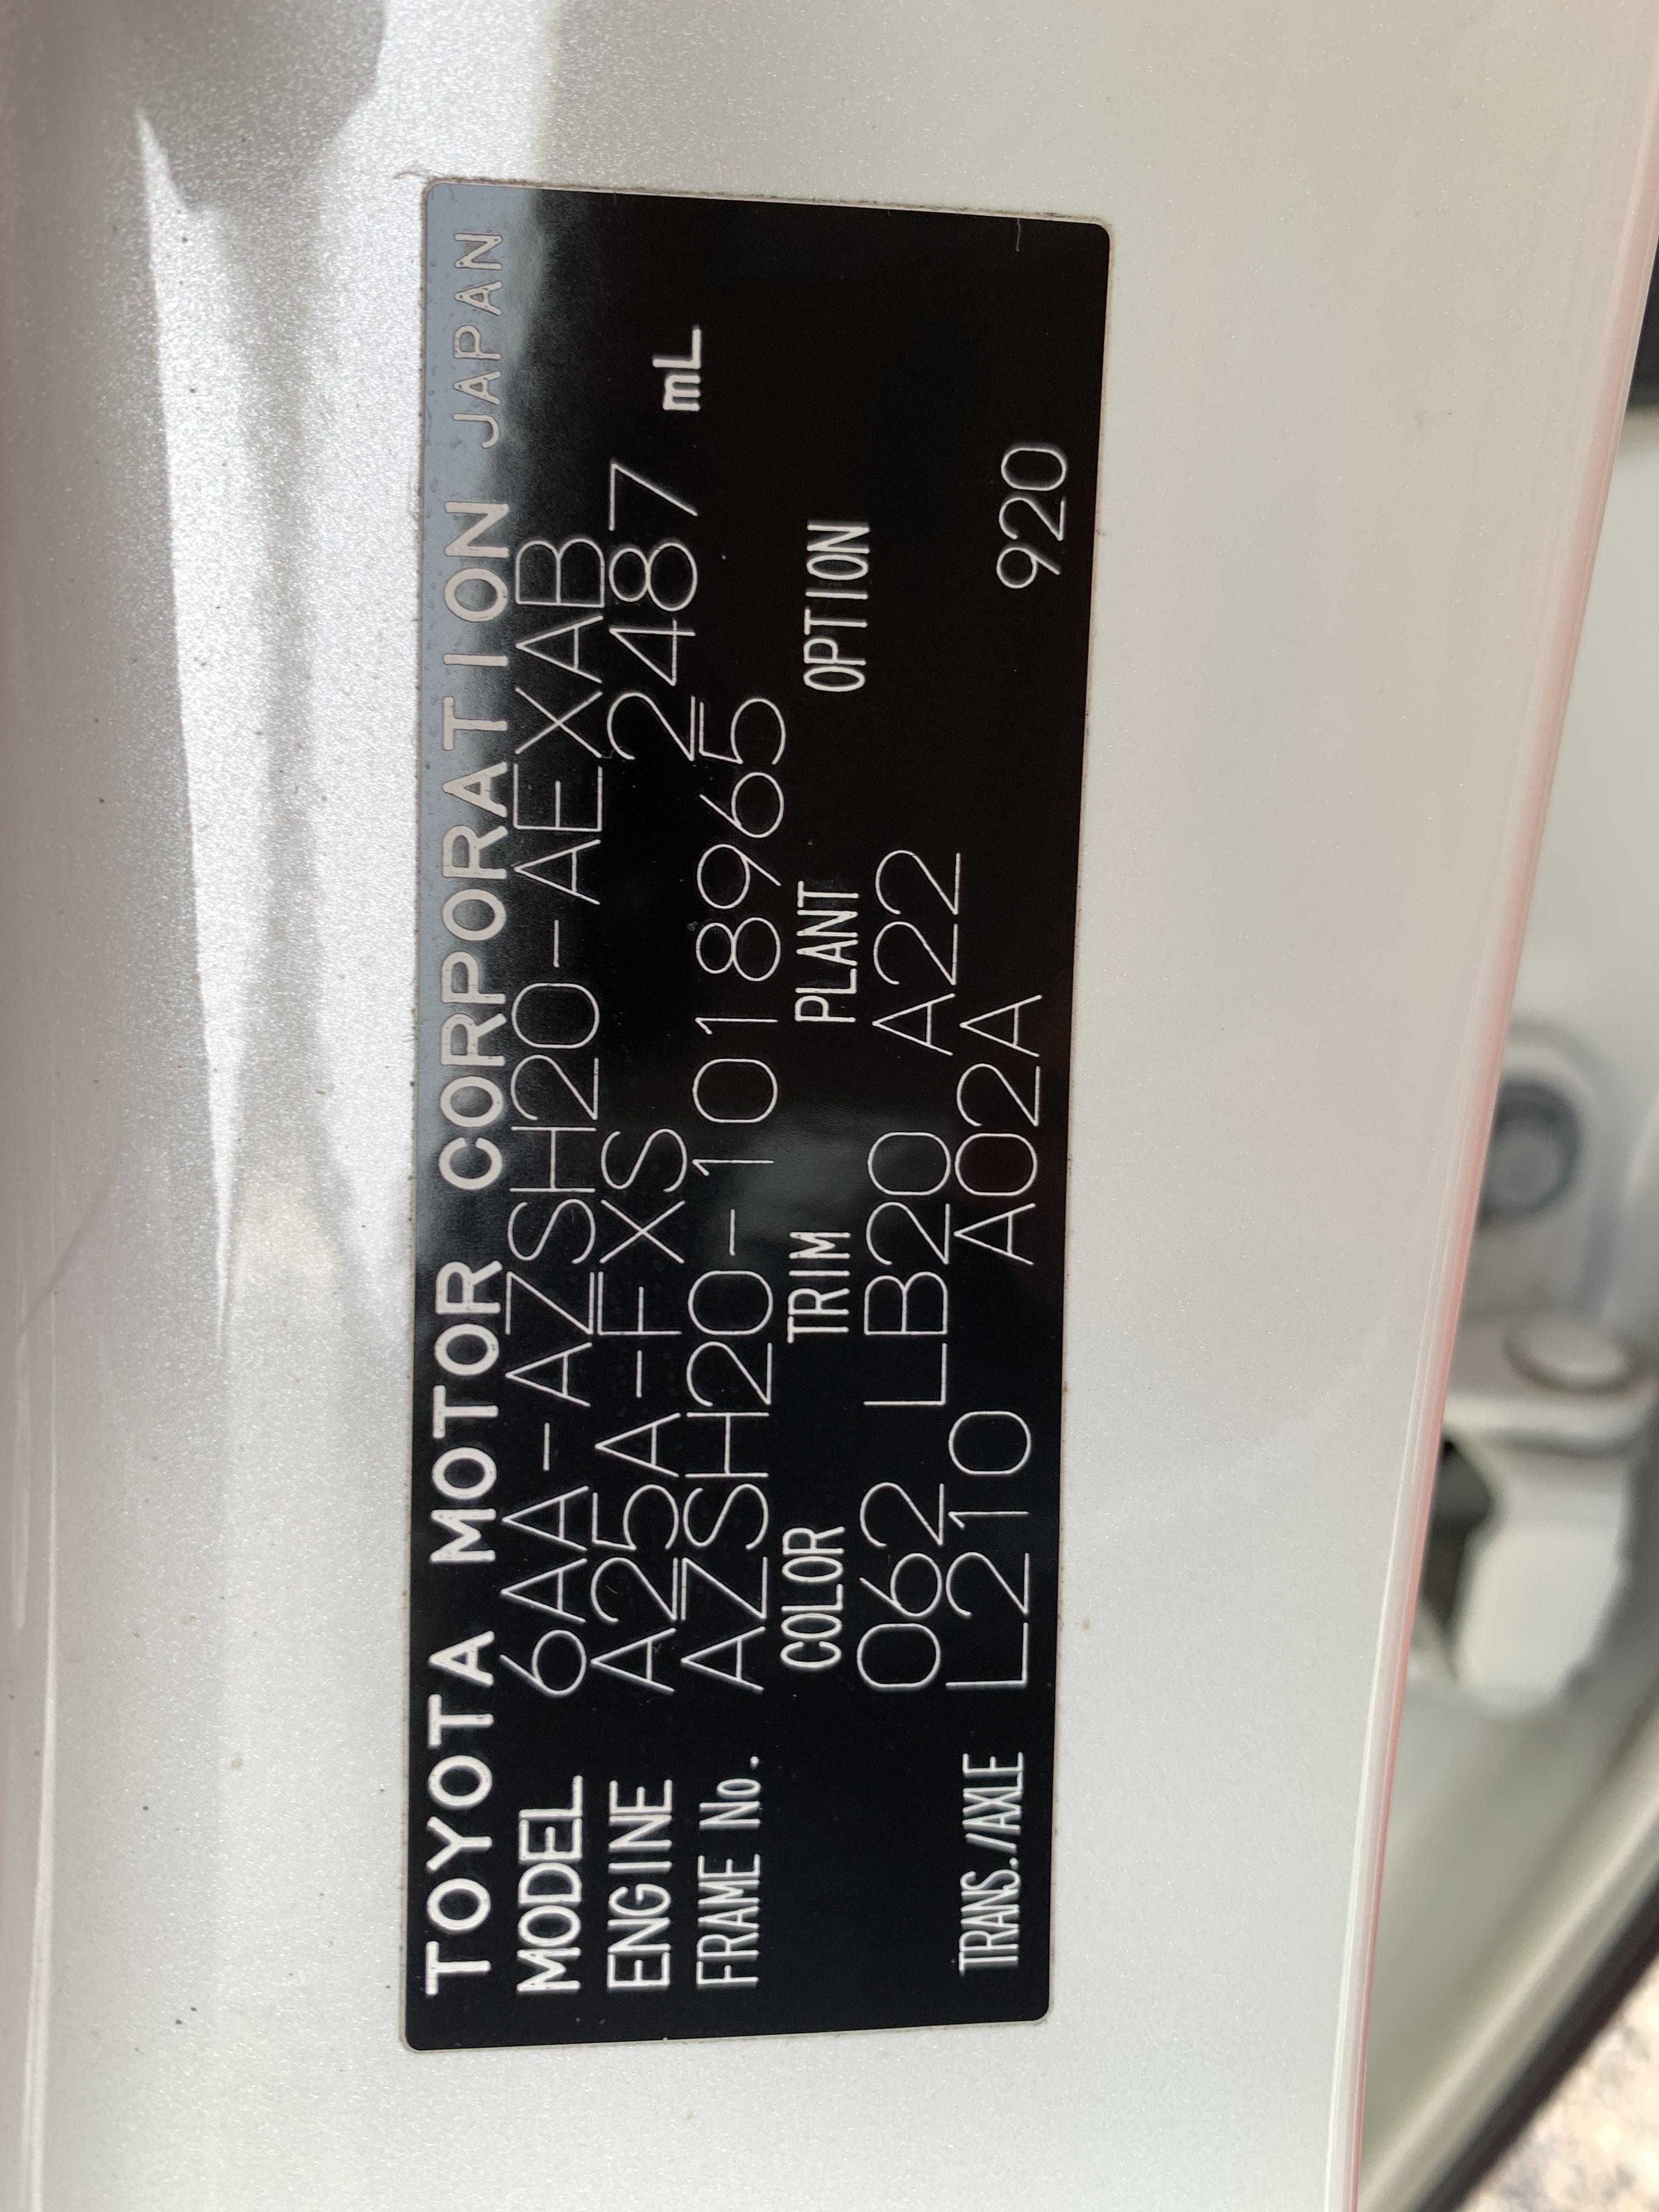 TOYOTA MOTOR CORPORATION JAPAN
MODEL 6AA-AZSH20-AEXAB
ENGINE A25A-FXS 2487 mL
FRAME No. AZSH20-1018965
COLOR TRIM PLANT OPTION
062 LB20 A22
TRANS./AXLE L210 A02A 920